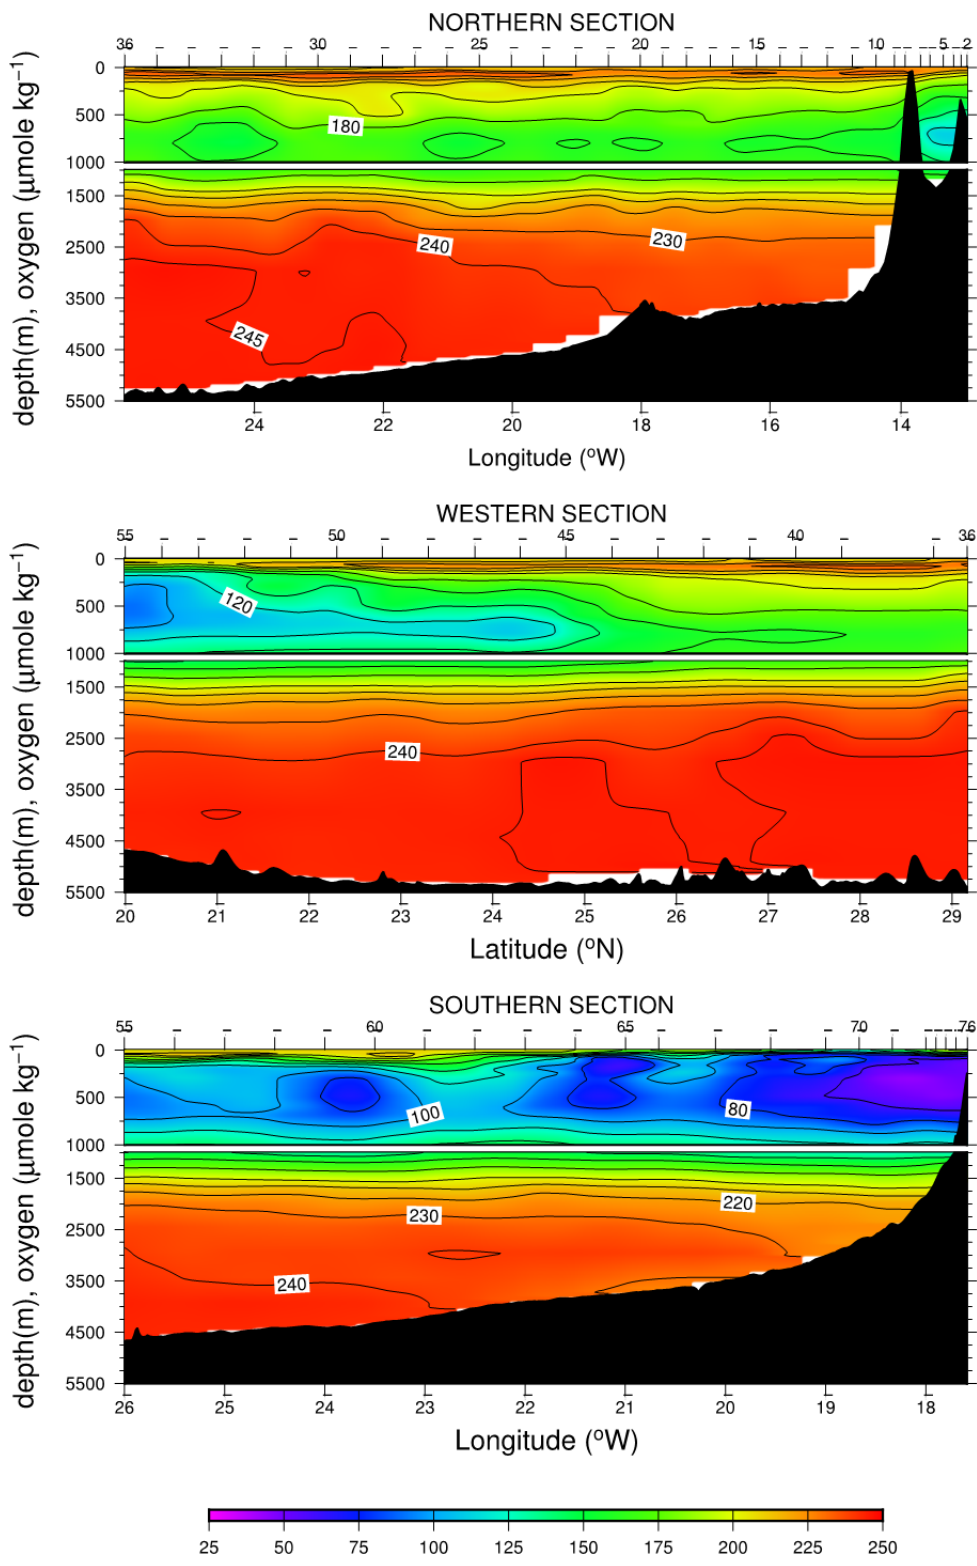 NORTHERN SECTION
36 30 25 20 15 10 5 2
depth(m), oxygen (µmole kg⁻¹)
0
500
1000
1500
2500
3500
4500
5500
180
240
230
245
24 22 20 18 16 14
Longitude (°W)
WESTERN SECTION
55 50 45 40 36
depth(m), oxygen (µmole kg⁻¹)
0
500
1000
1500
2500
3500
4500
5500
120
240
20 21 22 23 24 25 26 27 28 29
Latitude (°N)
SOUTHERN SECTION
55 60 65 70 76
depth(m), oxygen (µmole kg⁻¹)
0
500
1000
1500
2500
3500
4500
5500
100
80
220
230
240
26 25 24 23 22 21 20 19 18
Longitude (°W)
25 50 75 100 125 150 175 200 225 250